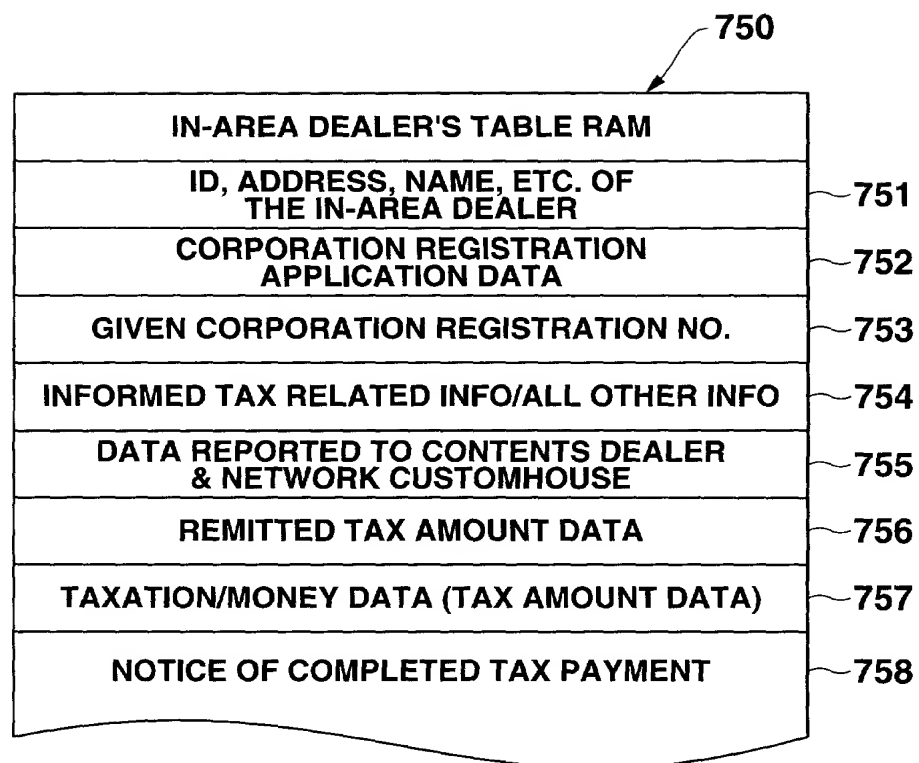 750
IN-AREA DEALER'S TABLE RAM
ID, ADDRESS, NAME, ETC. OF
THE IN-AREA DEALER
751
CORPORATION REGISTRATION
APPLICATION DATA
752
GIVEN CORPORATION REGISTRATION NO.
753
INFORMED TAX RELATED INFO/ALL OTHER INFO
754
DATA REPORTED TO CONTENTS DEALER
& NETWORK CUSTOMHOUSE
755
REMITTED TAX AMOUNT DATA
756
TAXATION/MONEY DATA (TAX AMOUNT DATA)
757
NOTICE OF COMPLETED TAX PAYMENT
758